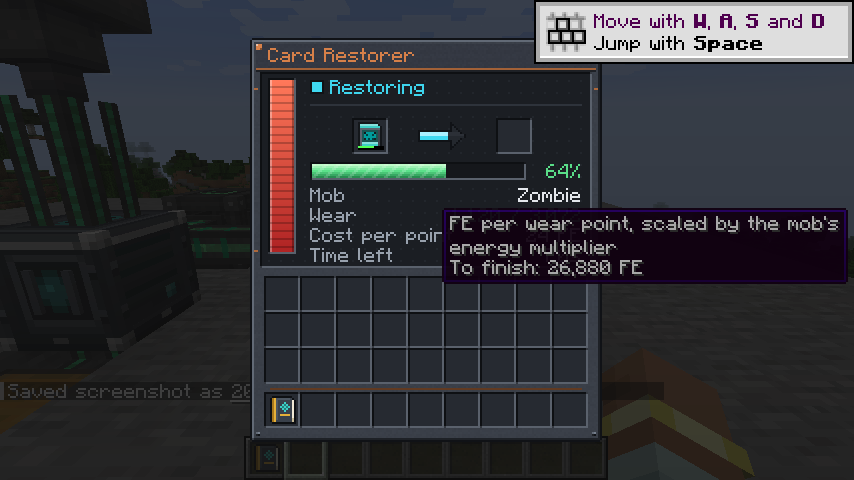 Move with W, A, S and D
Jump with Space
Card Restorer
Restoring
64%
Mob Zombie
Wear
FE per wear point, scaled by the mob's
energy multiplier
To finish: 26,880 FE
Cost per poin
Time left
Saved screenshot as 20